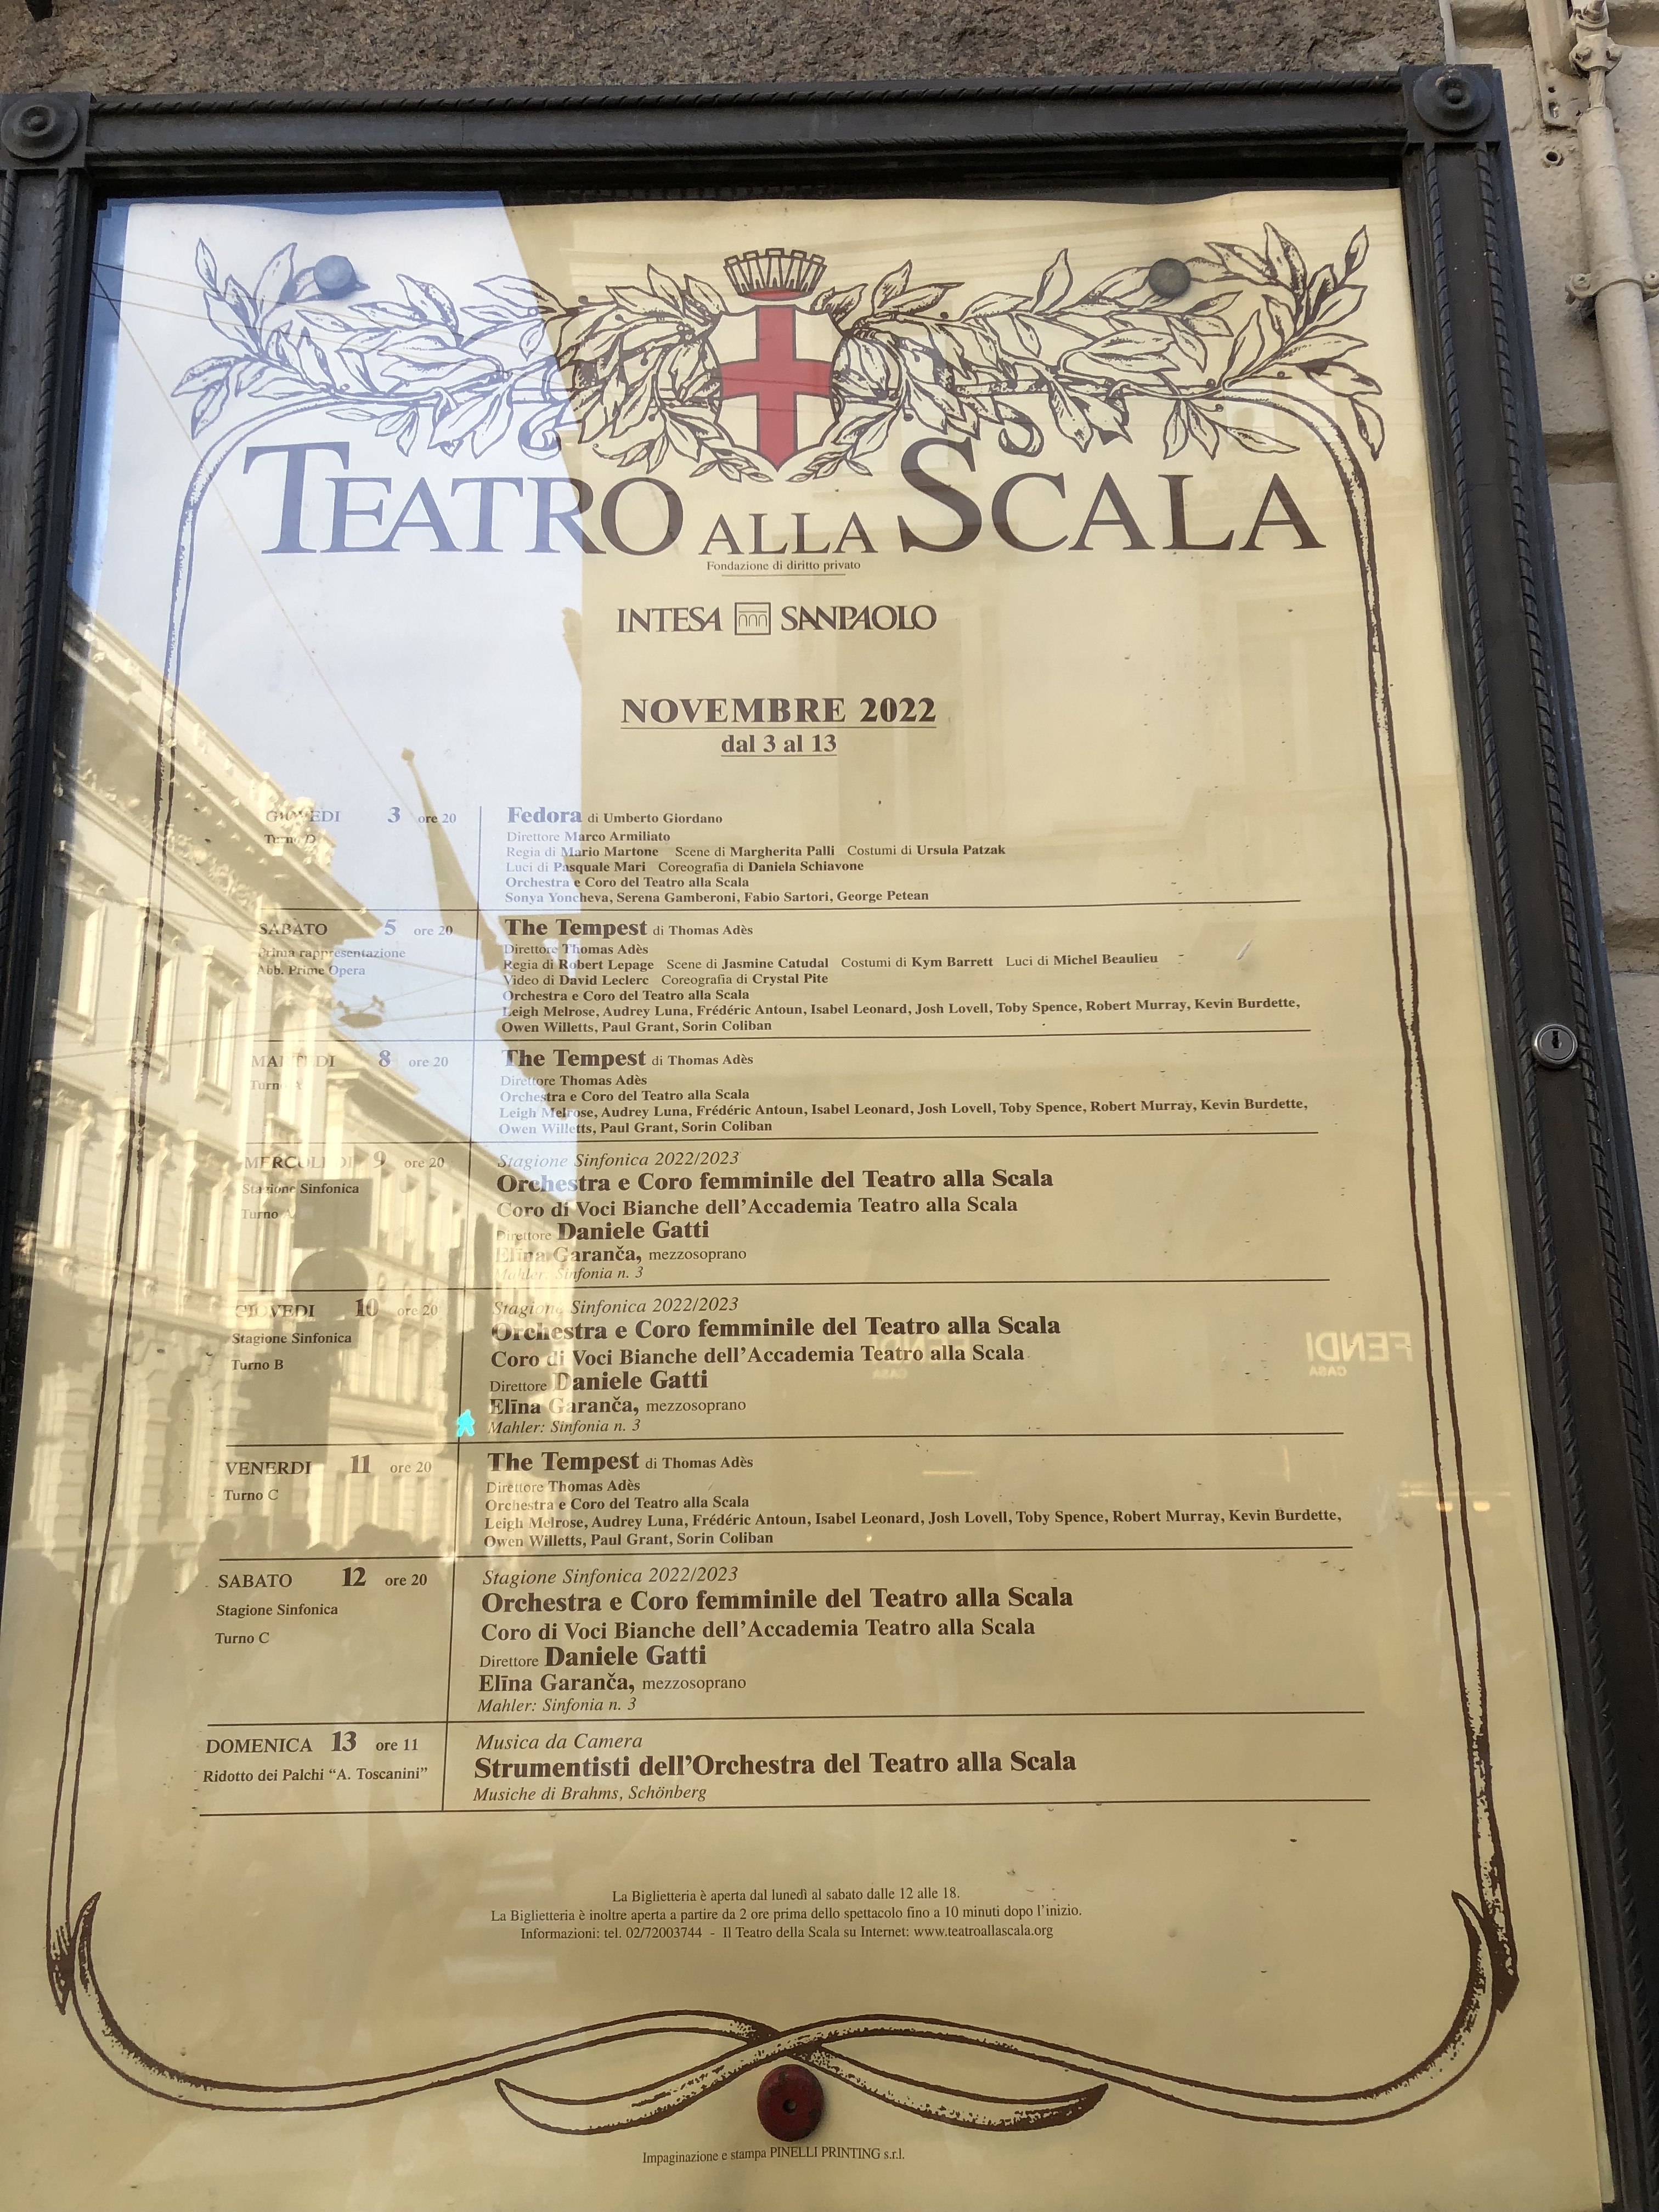 TEATRO ALLA SCALA
Fondazione di diritto privato
INTESA SANPAOLO
NOVEMBRE 2022
dal 3 al 13
GIOVEDI 3 ore 20
Turno D
Fedora di Umberto Giordano
Direttore Marco Armiliato
Regia di Mario Martone Scene di Margherita Palli Costumi di Ursula Patzak
Luci di Pasquale Mari Coreografia di Daniela Schiavone
Orchestra e Coro del Teatro alla Scala
Sonya Yoncheva, Serena Gamberoni, Fabio Sartori, George Petean
SABATO 5 ore 20
Prima rappresentazione
Abb. Prime Opera
The Tempest di Thomas Adès
Direttore Thomas Adès
Regia di Robert Lepage Scene di Jasmine Catudal Costumi di Kym Barrett Luci di Michel Beaulieu
Video di David Leclerc Coreografia di Crystal Pite
Orchestra e Coro del Teatro alla Scala
Leigh Melrose, Audrey Luna, Frédéric Antoun, Isabel Leonard, Josh Lovell, Toby Spence, Robert Murray, Kevin Burdette,
Owen Willetts, Paul Grant, Sorin Coliban
MARTEDI 8 ore 20
Turno A
The Tempest di Thomas Adès
Direttore Thomas Adès
Orchestra e Coro del Teatro alla Scala
Leigh Melrose, Audrey Luna, Frédéric Antoun, Isabel Leonard, Josh Lovell, Toby Spence, Robert Murray, Kevin Burdette,
Owen Willetts, Paul Grant, Sorin Coliban
MERCOLEDI 9 ore 20
Stagione Sinfonica
Turno A
Stagione Sinfonica 2022/2023
Orchestra e Coro femminile del Teatro alla Scala
Coro di Voci Bianche dell'Accademia Teatro alla Scala
Direttore Daniele Gatti
Elīna Garanča, mezzosoprano
Mahler: Sinfonia n. 3
GIOVEDI 10 ore 20
Stagione Sinfonica
Turno B
Stagione Sinfonica 2022/2023
Orchestra e Coro femminile del Teatro alla Scala
Coro di Voci Bianche dell'Accademia Teatro alla Scala
Direttore Daniele Gatti
Elīna Garanča, mezzosoprano
Mahler: Sinfonia n. 3
VENERDI 11 ore 20
Turno C
The Tempest di Thomas Adès
Direttore Thomas Adès
Orchestra e Coro del Teatro alla Scala
Leigh Melrose, Audrey Luna, Frédéric Antoun, Isabel Leonard, Josh Lovell, Toby Spence, Robert Murray, Kevin Burdette,
Owen Willetts, Paul Grant, Sorin Coliban
SABATO 12 ore 20
Stagione Sinfonica
Turno C
Stagione Sinfonica 2022/2023
Orchestra e Coro femminile del Teatro alla Scala
Coro di Voci Bianche dell'Accademia Teatro alla Scala
Direttore Daniele Gatti
Elīna Garanča, mezzosoprano
Mahler: Sinfonia n. 3
DOMENICA 13 ore 11
Ridotto dei Palchi "A. Toscanini"
Musica da Camera
Strumentisti dell'Orchestra del Teatro alla Scala
Musiche di Brahms, Schönberg
La Biglietteria è aperta dal lunedì al sabato dalle 12 alle 18.
La Biglietteria è inoltre aperta a partire da 2 ore prima dello spettacolo fino a 10 minuti dopo l'inizio.
Informazioni: tel. 02/72003744 - Il Teatro della Scala su Internet: www.teatroallascala.org
Impaginazione e stampa PINELLI PRINTING s.r.l.
FENDI
CASA
FENDI
CASA